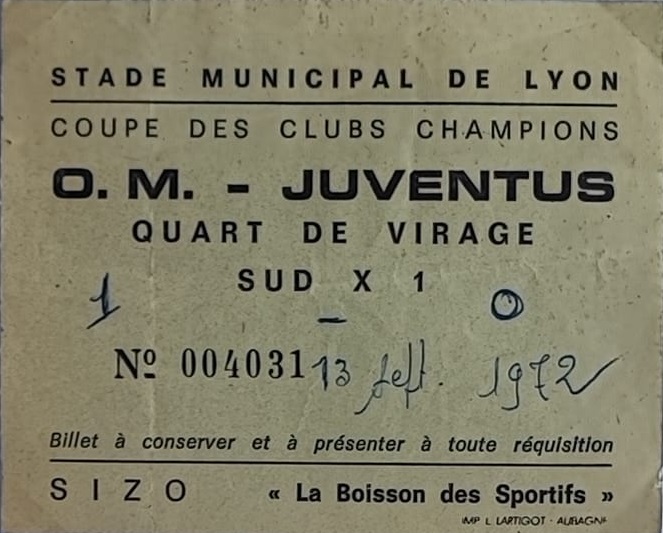 STADE MUNICIPAL DE LYON
COUPE DES CLUBS CHAMPIONS
O. M. - JUVENTUS
QUART DE VIRAGE
SUD X 1
1 - 0
Nº 004031 13 sept. 1972
Billet à conserver et à présenter à toute réquisition
SIZO « La Boisson des Sportifs »
IMP L LARTIGOT - AUBAGNE